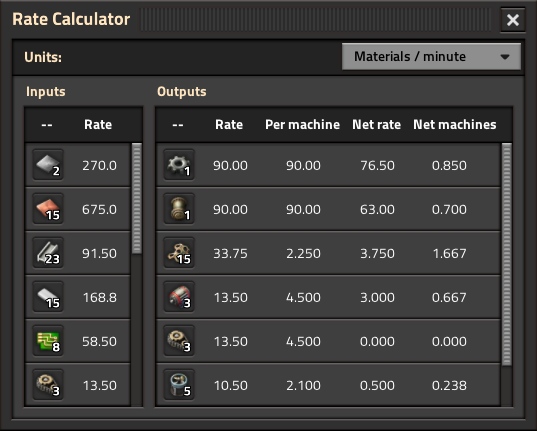 Rate Calculator
Units: Materials / minute
Inputs Outputs
-- Rate -- Rate Per machine Net rate Net machines
2 270.0 1 90.00 90.00 76.50 0.850
15 675.0 1 90.00 90.00 63.00 0.700
23 91.50 15 33.75 2.250 3.750 1.667
15 168.8 3 13.50 4.500 3.000 0.667
8 58.50 3 13.50 4.500 0.000 0.000
3 13.50 5 10.50 2.100 0.500 0.238